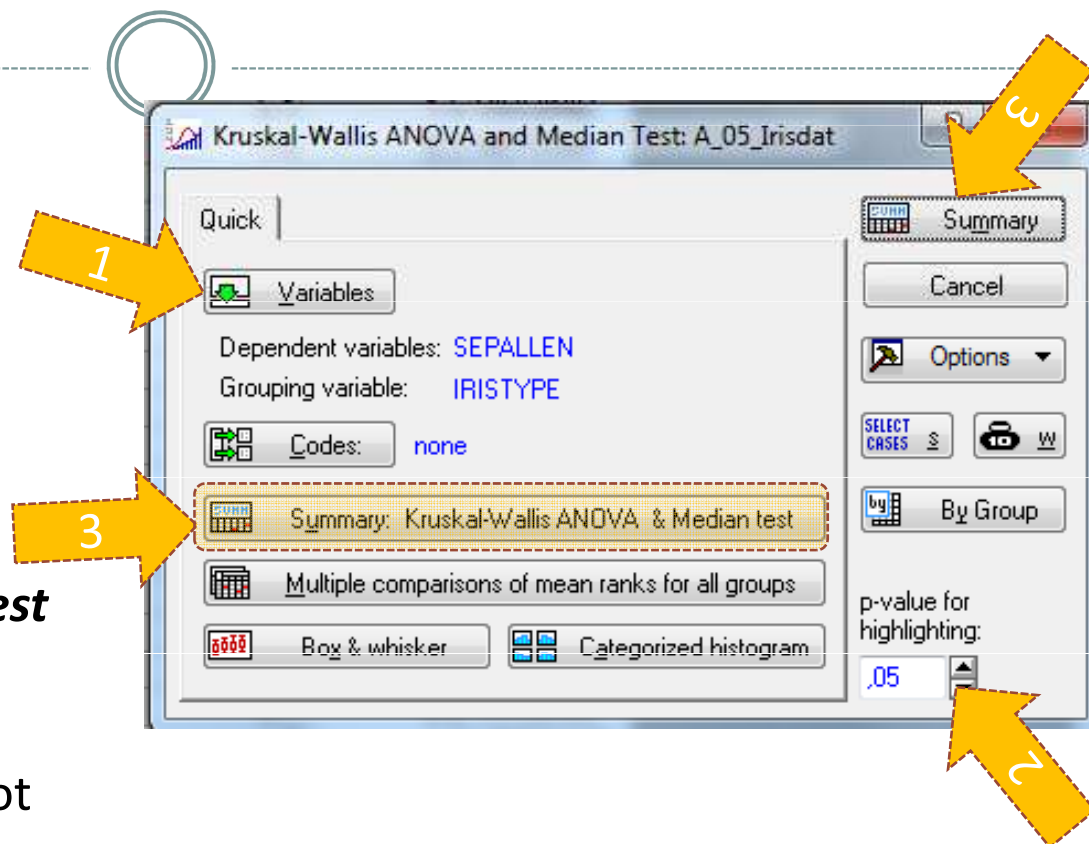 Kruskal-Wallis ANOVA and Median Test: A_05_Irisdat
3
Quick
Summary
1
Variables
Cancel
Dependent variables: SEPALLEN
Options
Grouping variable: IRISTYPE
SELECT CASES S
W
Codes: none
By Group
3
SUMM
Summary: Kruskal-Wallis ANOVA & Median test
Multiple comparisons of mean ranks for all groups
est
p-value for
highlighting:
Box & whisker
Categorized histogram
,05
2
ot